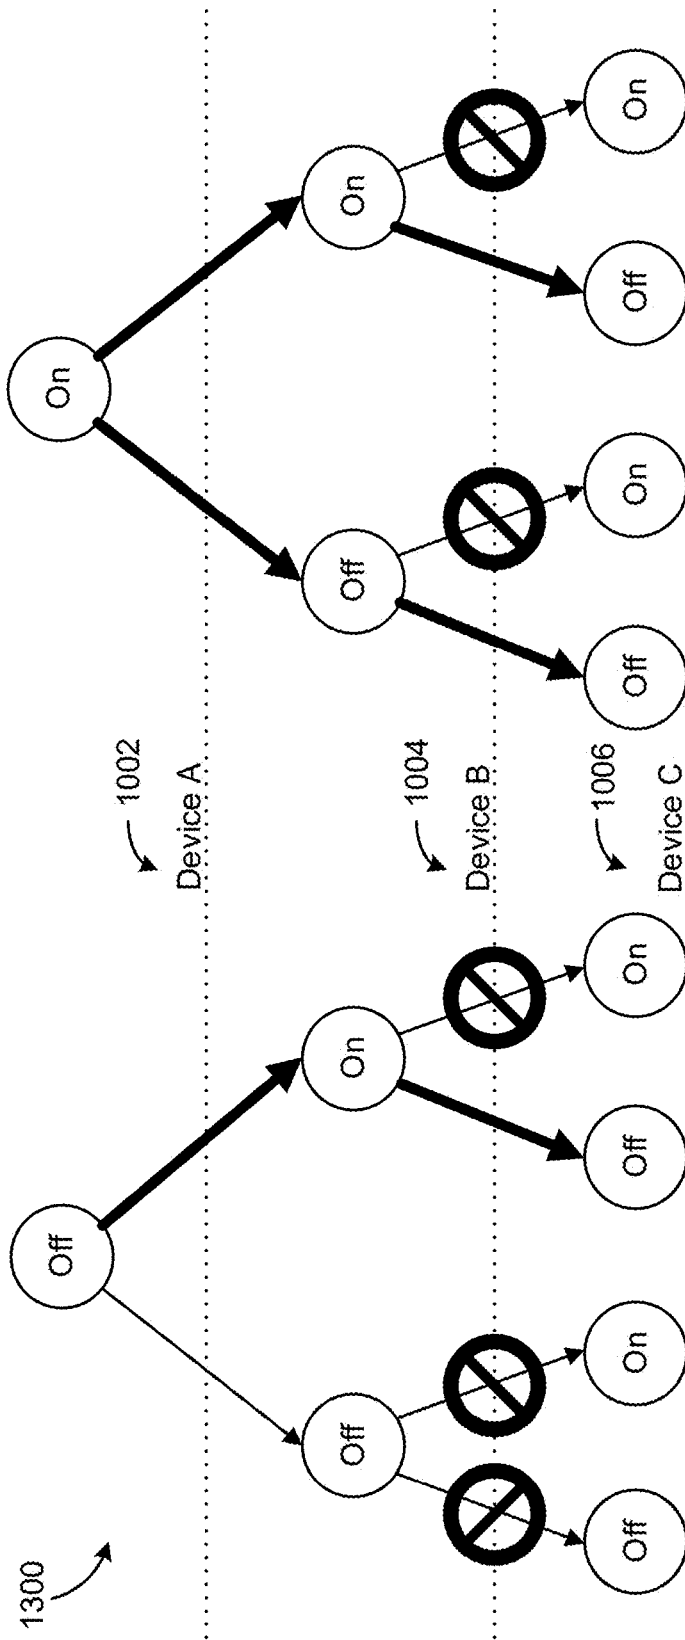 1300
Off
On
1002
Device A
Off
On
Off
On
1004
Device B
Off
On
Off
On
Off
On
Off
On
1006
Device C